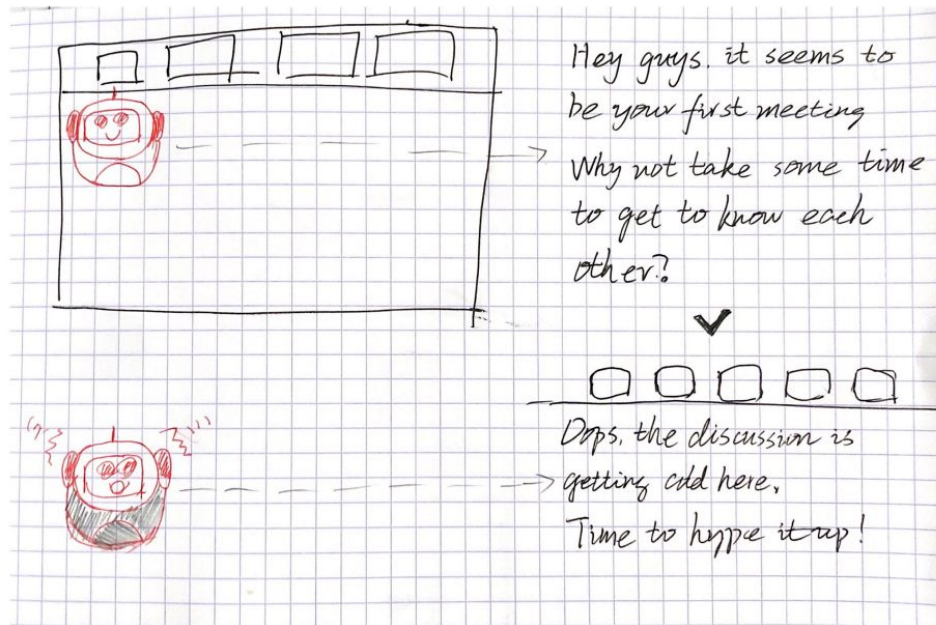 Hey guys. it seems to
be your first meeting
Why not take some time
to get to know each
other?
Oops, the discussion is
getting cold here,
Time to hype it up!